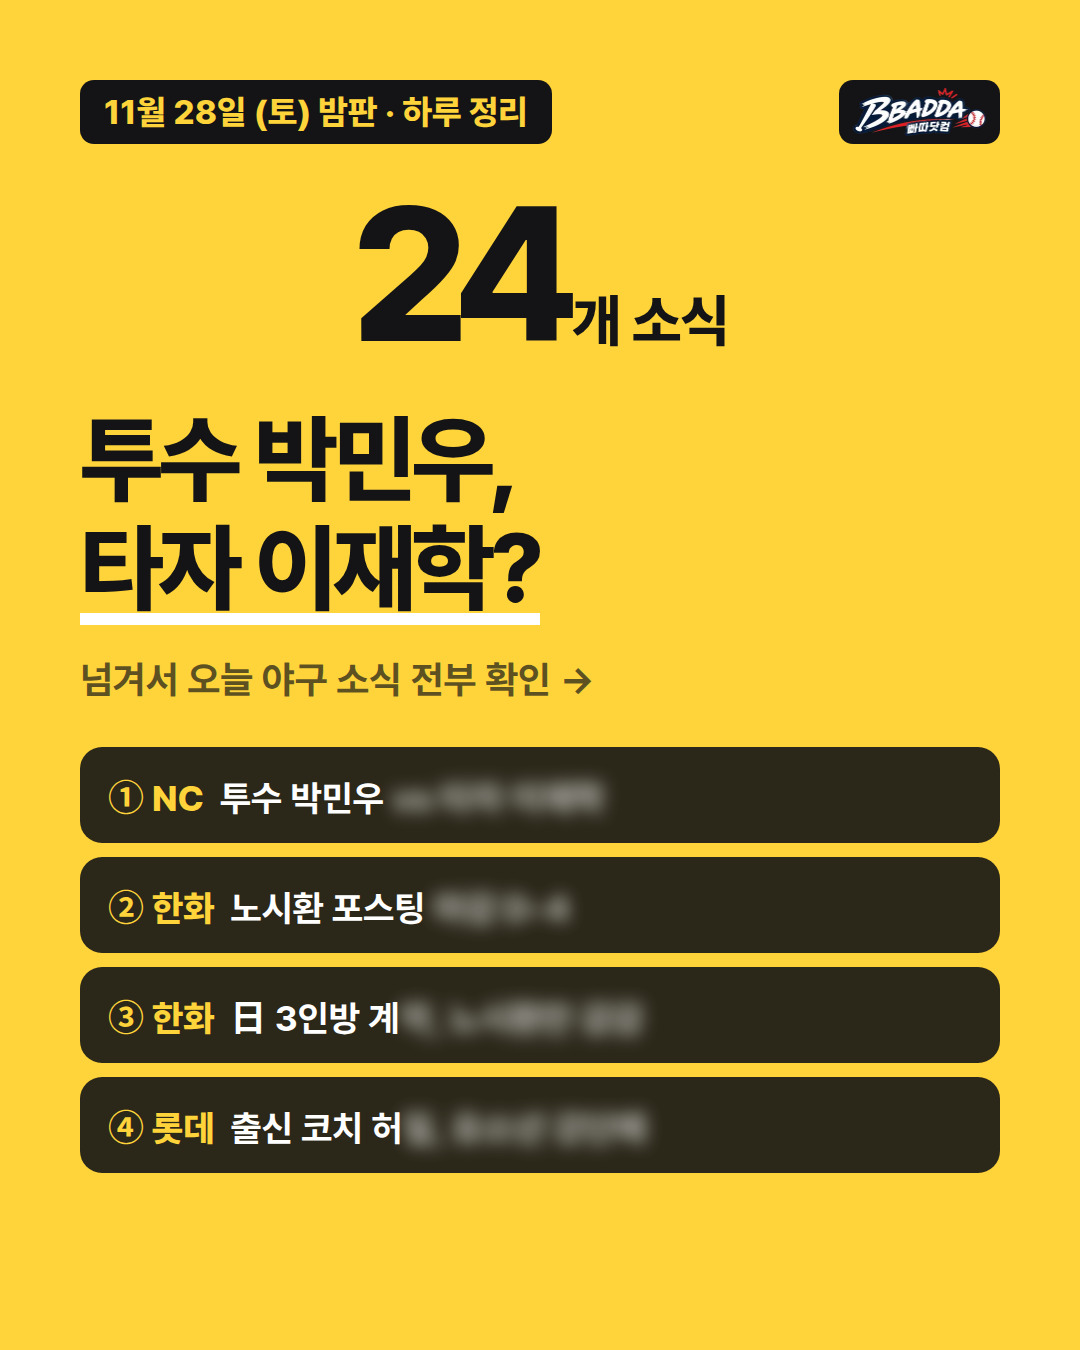 11월 28일 (토) 밤판 · 하루 정리
BBADDA
빠따닷컴
24개 소식
투수 박민우,
타자 이재학?
넘겨서 오늘 야구 소식 전부 확인 →
① NC 투수 박민우
② 한화 노시환 포스팅
③ 한화 日 3인방 계
④ 롯데 출신 코치 허